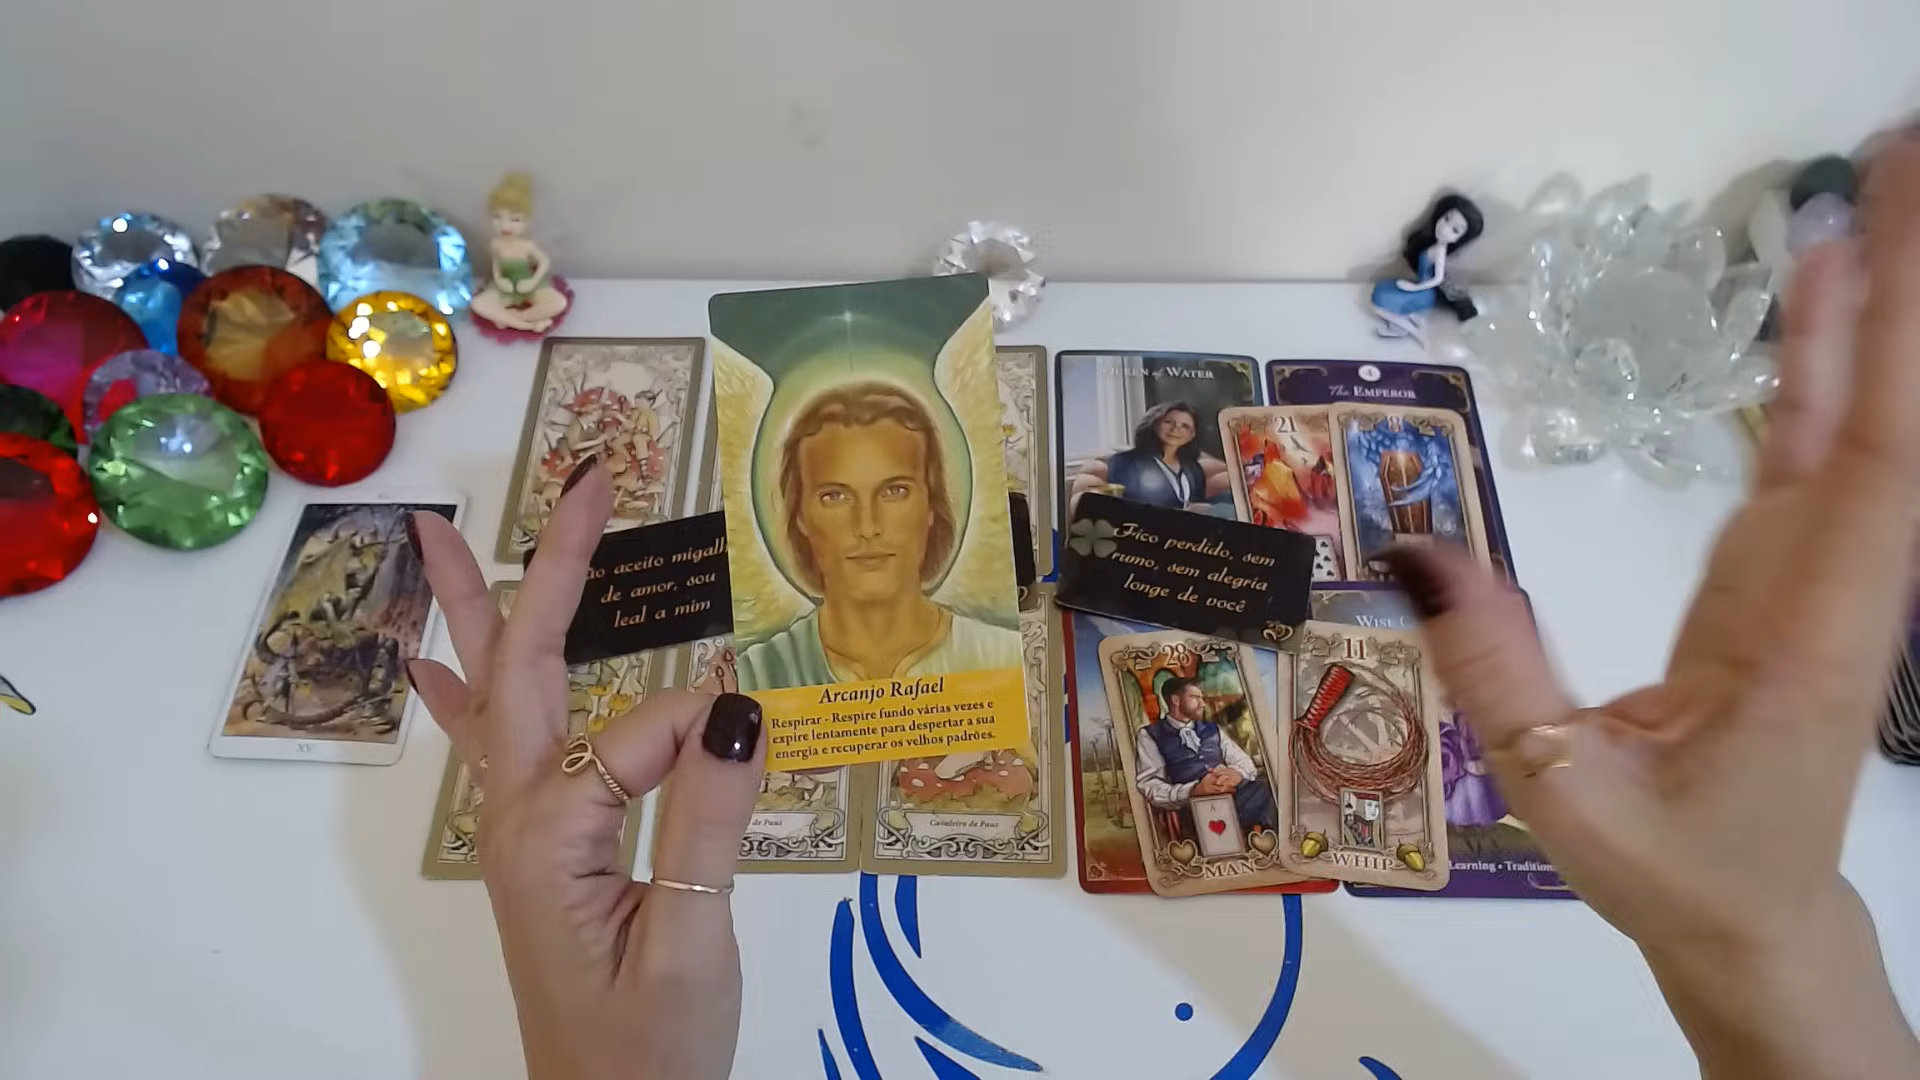 QUEEN of WATER
4
The EMPEROR
21
8
aceito migall
de amor, sou
leal a mim
Fico perdido, sem
rumo, sem alegria
longe de você
Arcanjo Rafael
Respirar - Respire fundo várias vezes e
expire lentamente para despertar a sua
energia e recuperar os velhos padrões.
WISE
28
11
XV
de Paus
Cavaleiro de Paus
MAN
WHIP
Learning • Tradition